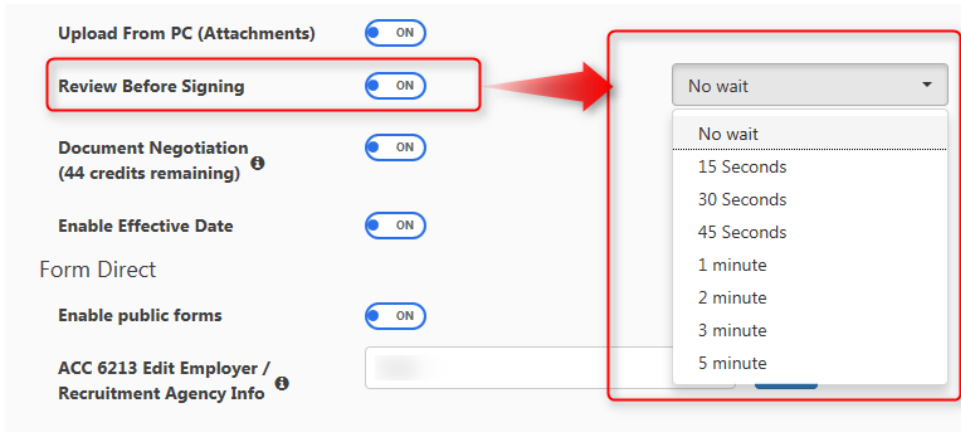 Upload From PC (Attachments) ON
Review Before Signing ON
No wait
No wait
Document Negotiation
(44 credits remaining) ON
15 Seconds
30 Seconds
Enable Effective Date ON
45 Seconds
Form Direct
1 minute
2 minute
Enable public forms ON
3 minute
ACC 6213 Edit Employer /
Recruitment Agency Info
5 minute